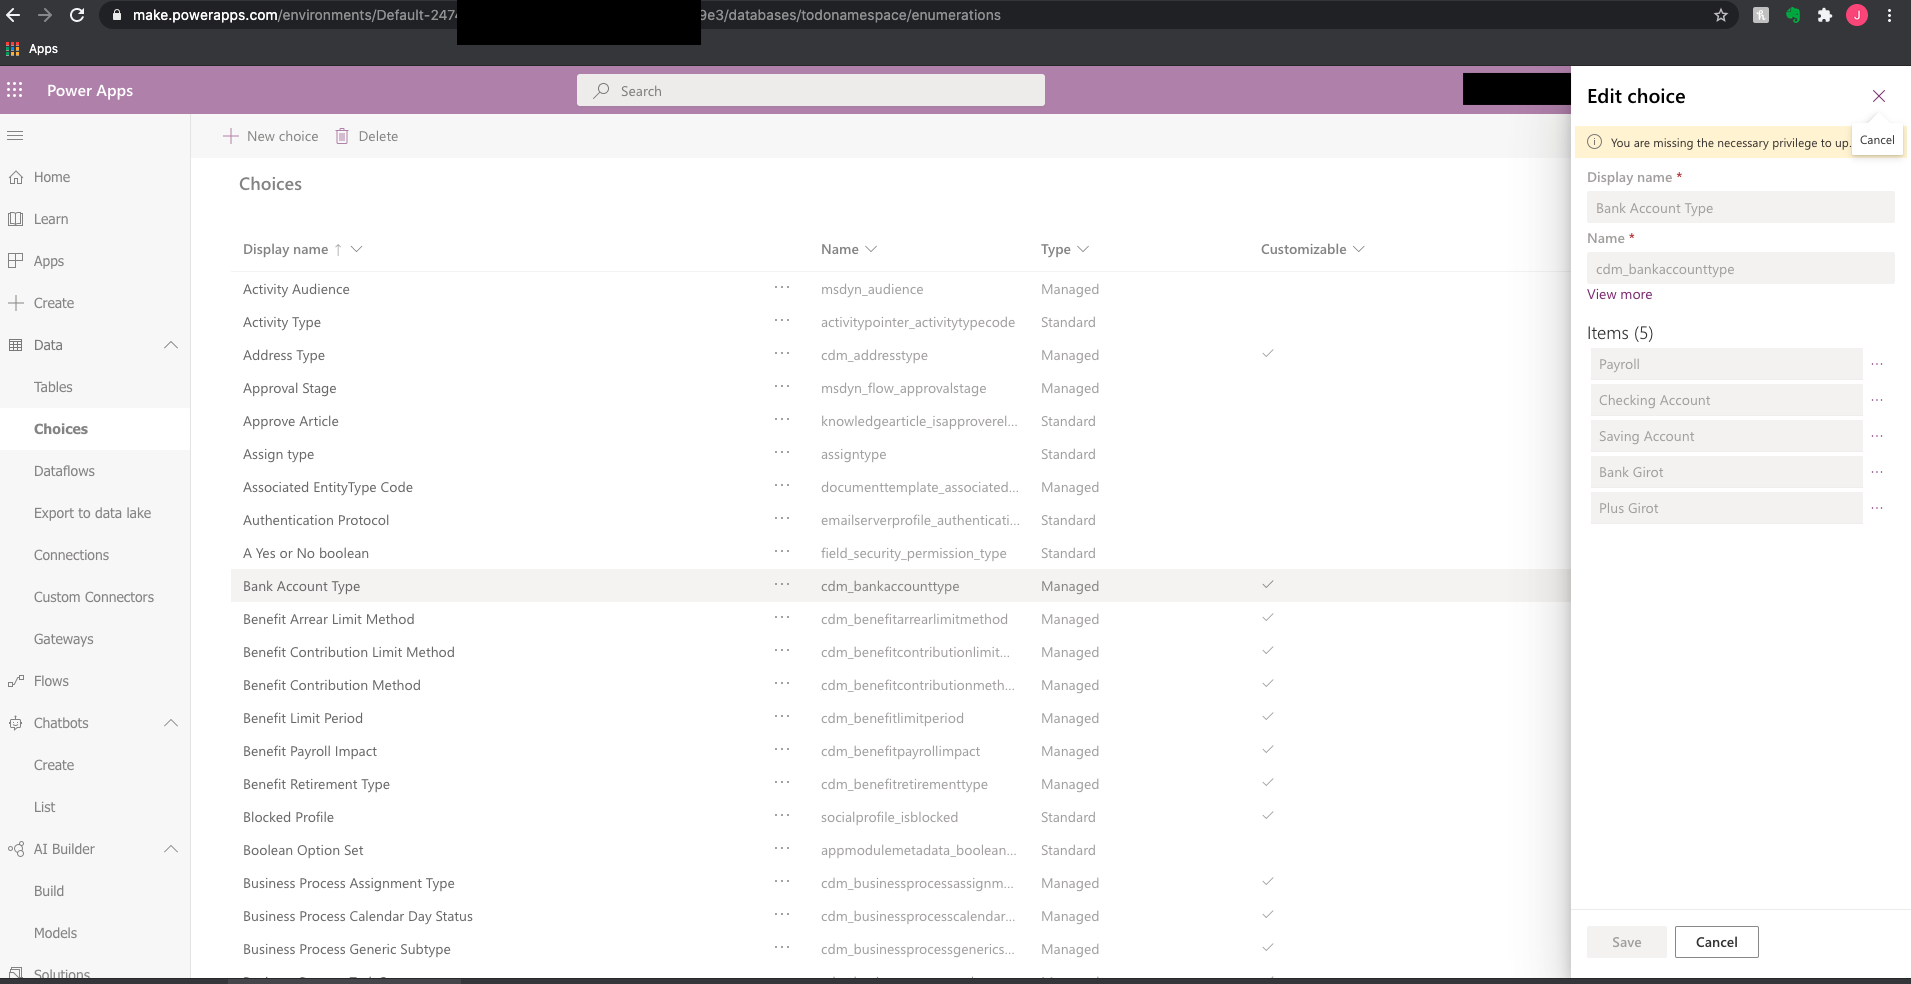 make.powerapps.com/environments/Default-247
9e3/databases/todonamespace/enumerations
J
Apps
Power Apps
Search
Edit choice
New choice
Delete
You are missing the necessary privilege to up...
Cancel
Home
Learn
Apps
Create
Data
Tables
Choices
Dataflows
Export to data lake
Connections
Custom Connectors
Gateways
Flows
Chatbots
Create
List
AI Builder
Build
Models
Solutions
Choices
Display name ↑ Name Type Customizable
Activity Audience ... msdyn_audience Managed
Activity Type ... activitypointer_activitytypecode Standard
Address Type ... cdm_addresstype Managed ✓
Approval Stage ... msdyn_flow_approvalstage Managed
Approve Article ... knowledgearticle_isapproverel... Standard
Assign type ... assigntype Standard
Associated EntityType Code ... documenttemplate_associated... Managed
Authentication Protocol ... emailserverprofile_authenticati... Standard
A Yes or No boolean ... field_security_permission_type Standard
Bank Account Type ... cdm_bankaccounttype Managed ✓
Benefit Arrear Limit Method ... cdm_benefitarrearlimitmethod Managed ✓
Benefit Contribution Limit Method ... cdm_benefitcontributionlimit... Managed ✓
Benefit Contribution Method ... cdm_benefitcontributionmeth... Managed ✓
Benefit Limit Period ... cdm_benefitlimitperiod Managed ✓
Benefit Payroll Impact ... cdm_benefitpayrollimpact Managed ✓
Benefit Retirement Type ... cdm_benefitretirementtype Managed ✓
Blocked Profile ... socialprofile_isblocked Standard ✓
Boolean Option Set ... appmodulemetadata_boolean... Standard
Business Process Assignment Type ... cdm_businessprocessassignm... Managed ✓
Business Process Calendar Day Status ... cdm_businessprocesscalendar... Managed ✓
Business Process Generic Subtype ... cdm_businessprocessgenerics... Managed ✓
Display name *
Bank Account Type
Name *
cdm_bankaccounttype
View more
Items (5)
Payroll ...
Checking Account ...
Saving Account ...
Bank Girot ...
Plus Girot ...
Save
Cancel